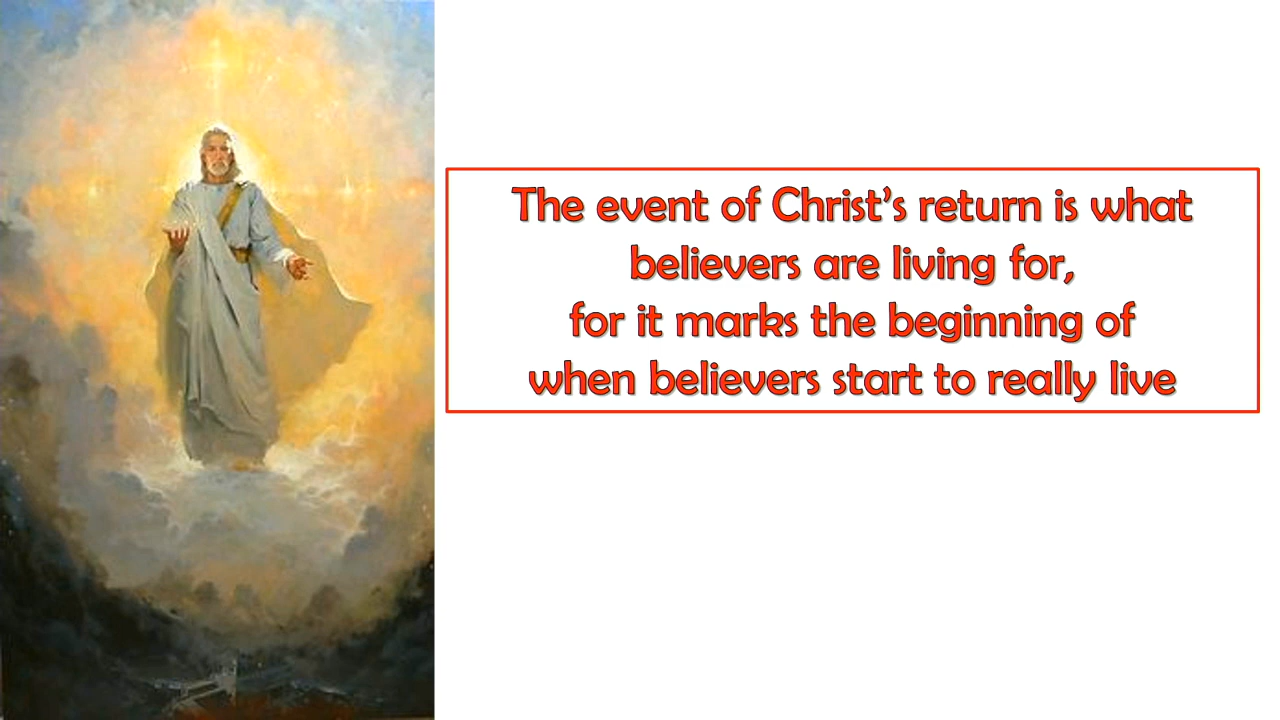 The event of Christ’s return is what
believers are living for,
for it marks the beginning of
when believers start to really live